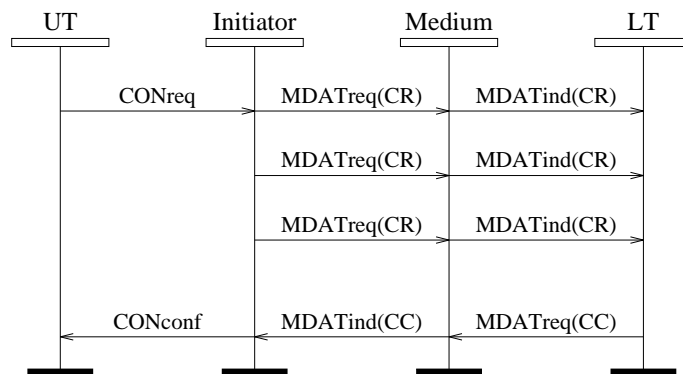 UT Initiator Medium LT
CONreq MDATreq(CR) MDATind(CR)
MDATreq(CR) MDATind(CR)
MDATreq(CR) MDATind(CR)
CONconf MDATind(CC) MDATreq(CC)